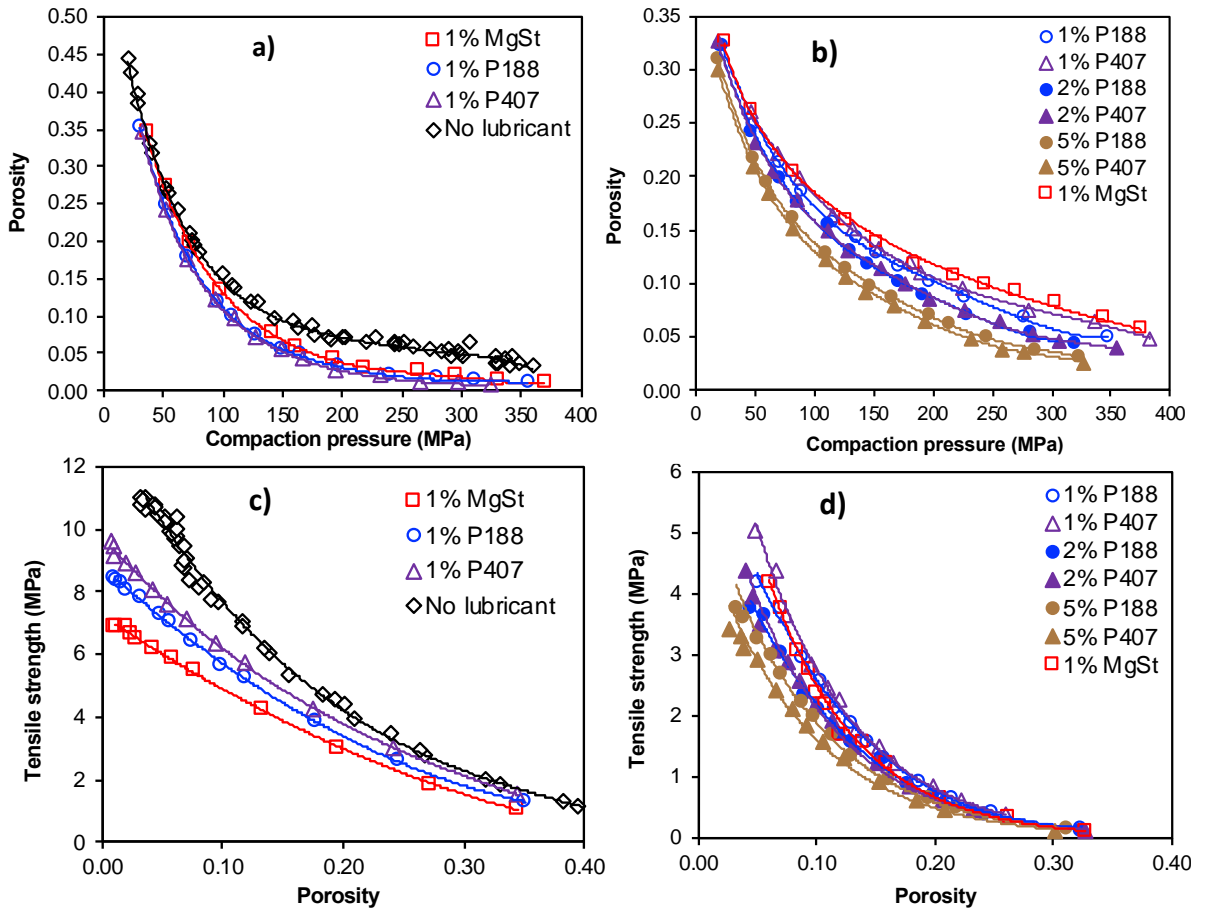 a)
1% MgSt
1% P188
1% P407
No lubricant
0.50
0.45
0.40
0.35
0.30
0.25
0.20
0.15
0.10
0.05
0.00
Porosity
0 50 100 150 200 250 300 350 400
Compaction pressure (MPa)
b)
1% P188
1% P407
2% P188
2% P407
5% P188
5% P407
1% MgSt
0.35
0.30
0.25
0.20
0.15
0.10
0.05
0.00
Porosity
0 50 100 150 200 250 300 350 400
Compaction pressure (MPa)
c)
1% MgSt
1% P188
1% P407
No lubricant
12
10
8
6
4
2
0
Tensile strength (MPa)
0.00 0.10 0.20 0.30 0.40
Porosity
d)
1% P188
1% P407
2% P188
2% P407
5% P188
5% P407
1% MgSt
6
5
4
3
2
1
0
Tensile strength (MPa)
0.00 0.10 0.20 0.30 0.40
Porosity